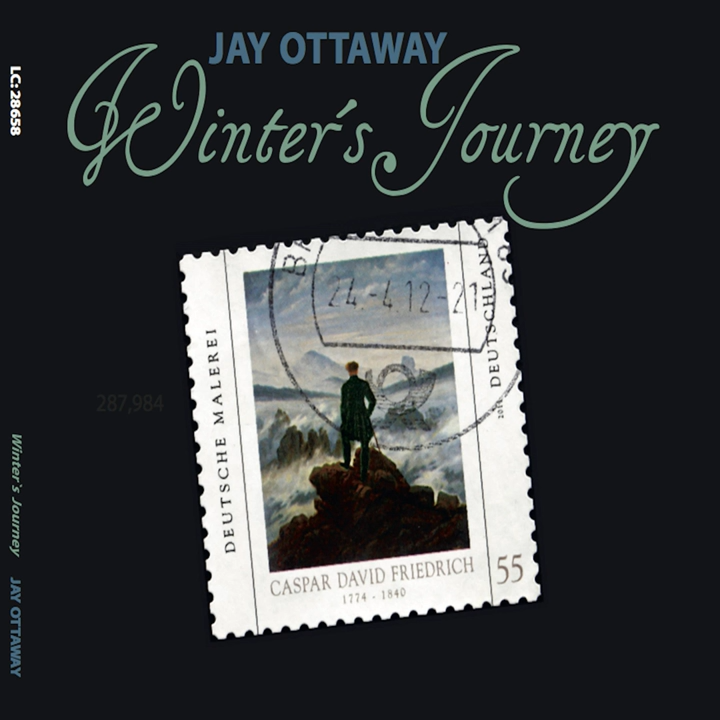 JAY OTTAWAY
Winter's Journey
LC: 28658
24.-4.12-21
DEUTSCHE MALEREI
DEUTSCHLAND
287,984
CASPAR DAVID FRIEDRICH
1774 - 1840
55
Winter's Journey JAY OTTAWAY